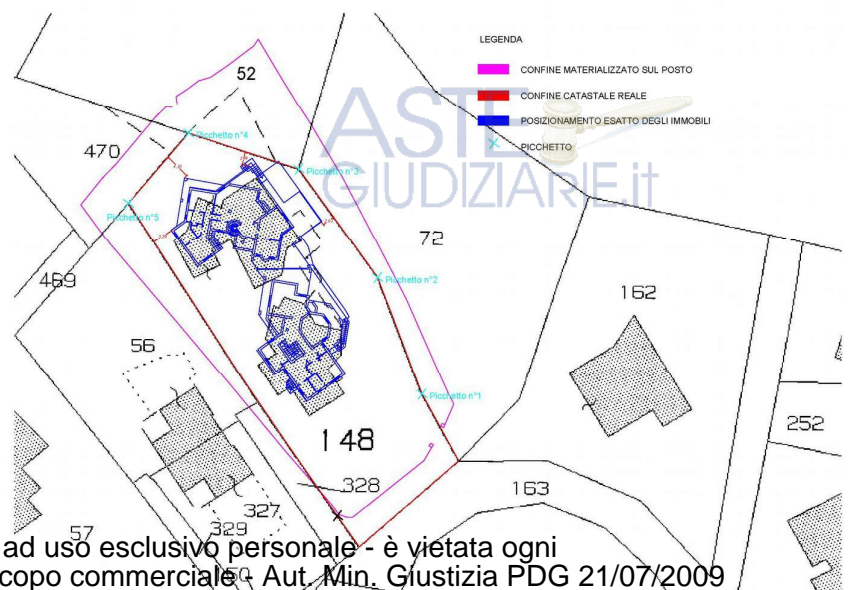 LEGENDA
CONFINE MATERIALIZZATO SUL POSTO
CONFINE CATASTALE REALE
POSIZIONAMENTO ESATTO DEGLI IMMOBILI
PICCHETTO
ASTE
GIUDIZIARIE.it
52
Picchetto n°4
470
Picchetto n°3
Picchetto n°5
72
469
Picchetto n°2
162
56
Picchetto n°1
252
148
328
163
327
329
57
ad uso esclusivo personale - è vietata ogni
copo commerciale - Aut. Min. Giustizia PDG 21/07/2009